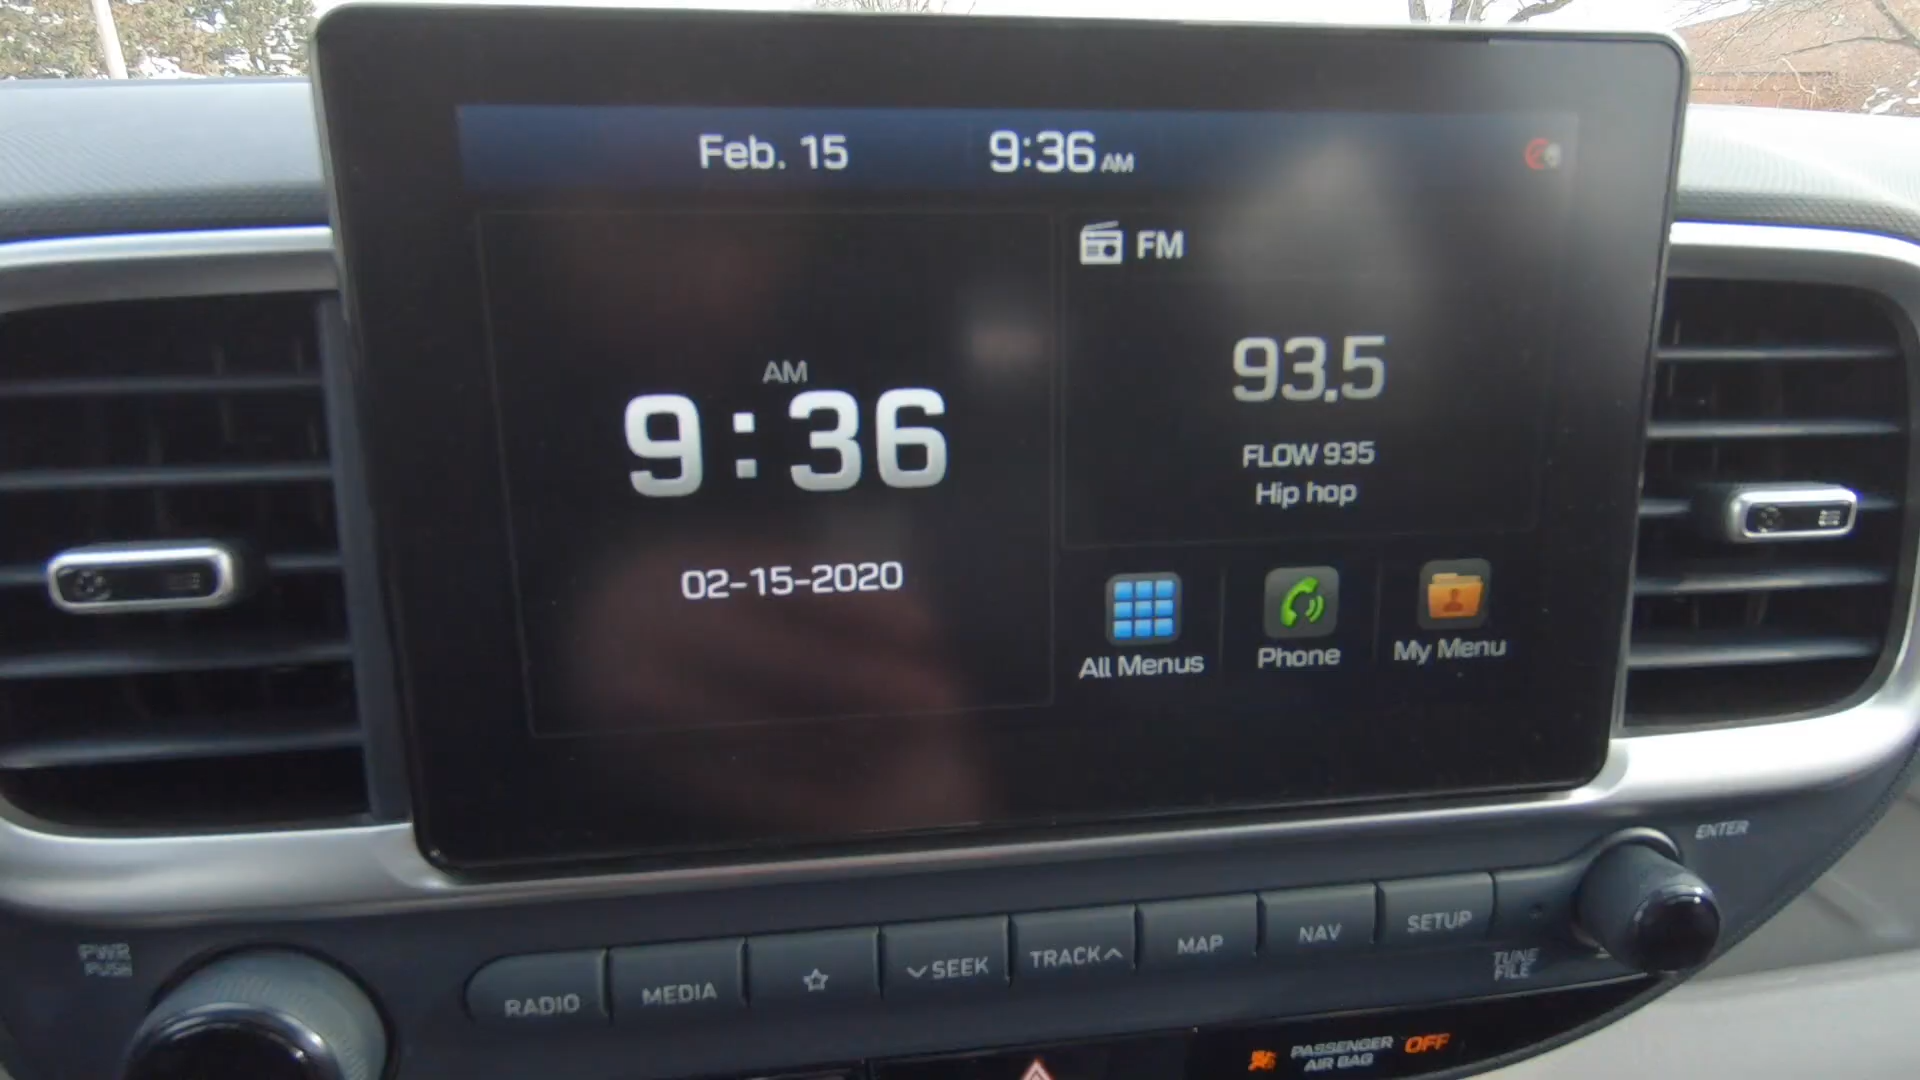 Feb. 15
9:36 AM
FM
AM
9:36
02-15-2020
93.5
FLOW 935
Hip hop
All Menus
Phone
My Menu
ENTER
PWR
PUSH
RADIO
MEDIA
SEEK
TRACK
MAP
NAV
SETUP
TUNE
FILE
PASSENGER
AIR BAG
OFF